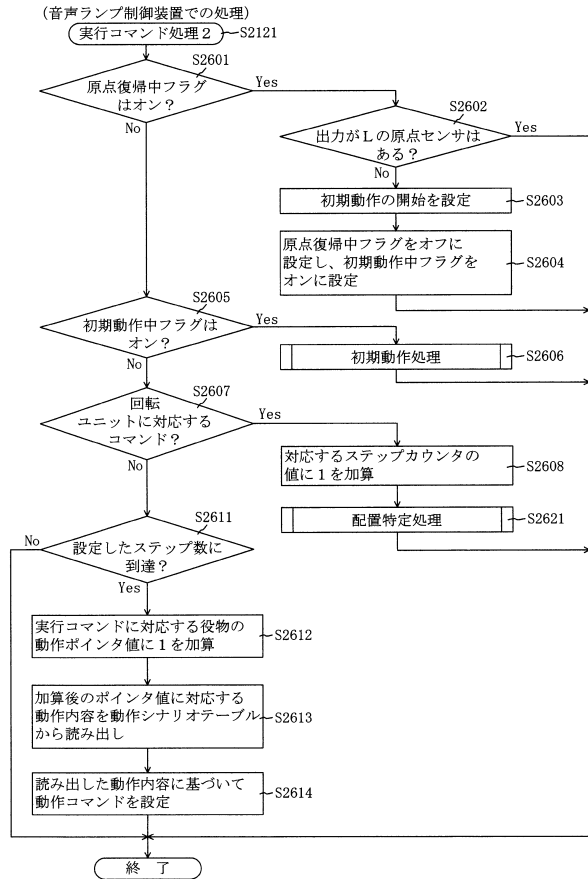 (音声ランプ制御装置での処理)
実行コマンド処理２
S2121
S2601
原点復帰中フラグ
はオン？
Yes
No
S2602
出力がＬの原点センサは
ある？
Yes
No
初期動作の開始を設定
S2603
原点復帰中フラグをオフに
設定し、初期動作中フラグを
オンに設定
S2604
S2605
初期動作中フラグは
オン？
Yes
No
初期動作処理
S2606
S2607
回転
ユニットに対応する
コマンド？
Yes
No
対応するステップカウンタの
値に１を加算
S2608
配置特定処理
S2621
S2611
設定したステップ数に
到達？
No
Yes
実行コマンドに対応する役物の
動作ポインタ値に１を加算
S2612
加算後のポインタ値に対応する
動作内容を動作シナリオテーブル
から読み出し
S2613
読み出した動作内容に基づいて
動作コマンドを設定
S2614
終 了